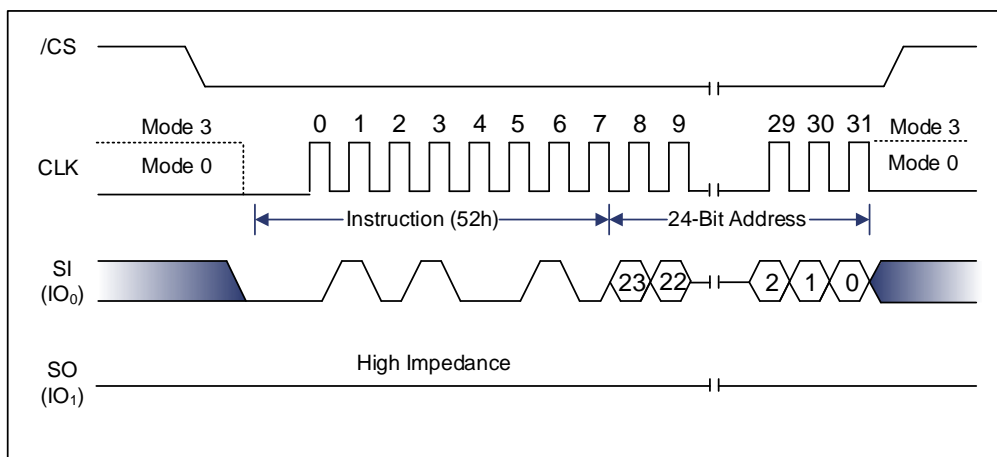 /CS
Mode 3
0 1 2 3 4 5 6 7 8 9 29 30 31
Mode 3
CLK
Mode 0
Mode 0
Instruction (52h)
24-Bit Address
SI
(IO₀)
23 22 2 1 0
High Impedance
SO
(IO₁)